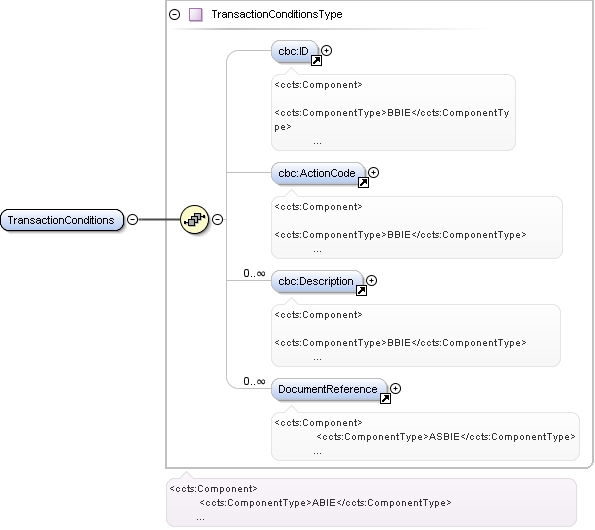 TransactionConditionsType
cbc:ID
<ccts:Component>
<ccts:ComponentType>BBIE</ccts:ComponentTy
pe>
...
cbc:ActionCode
<ccts:Component>
<ccts:ComponentType>BBIE</ccts:ComponentType>
...
TransactionConditions
0..∞
cbc:Description
<ccts:Component>
<ccts:ComponentType>BBIE</ccts:ComponentType>
...
0..∞
DocumentReference
<ccts:Component>
<ccts:ComponentType>ASBIE</ccts:ComponentType>
...
<ccts:Component>
<ccts:ComponentType>ABIE</ccts:ComponentType>
...